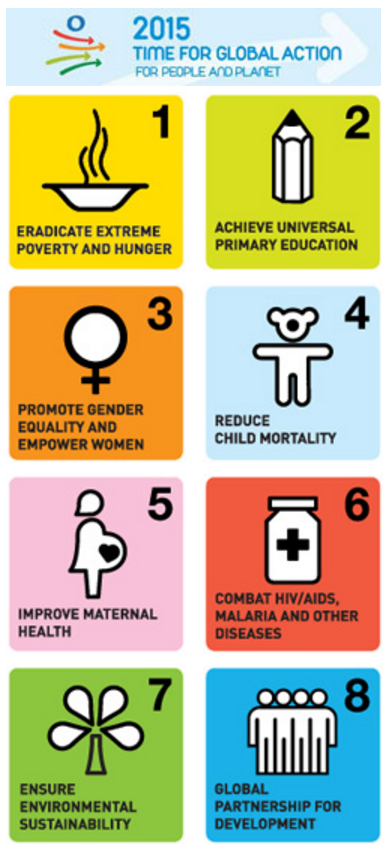 2015
TIME FOR GLOBAL ACTION
FOR PEOPLE AND PLANET
1
ERADICATE EXTREME
POVERTY AND HUNGER
2
ACHIEVE UNIVERSAL
PRIMARY EDUCATION
3
PROMOTE GENDER
EQUALITY AND
EMPOWER WOMEN
4
REDUCE
CHILD MORTALITY
5
IMPROVE MATERNAL
HEALTH
6
COMBAT HIV/AIDS,
MALARIA AND OTHER
DISEASES
7
ENSURE
ENVIRONMENTAL
SUSTAINABILITY
8
GLOBAL
PARTNERSHIP FOR
DEVELOPMENT